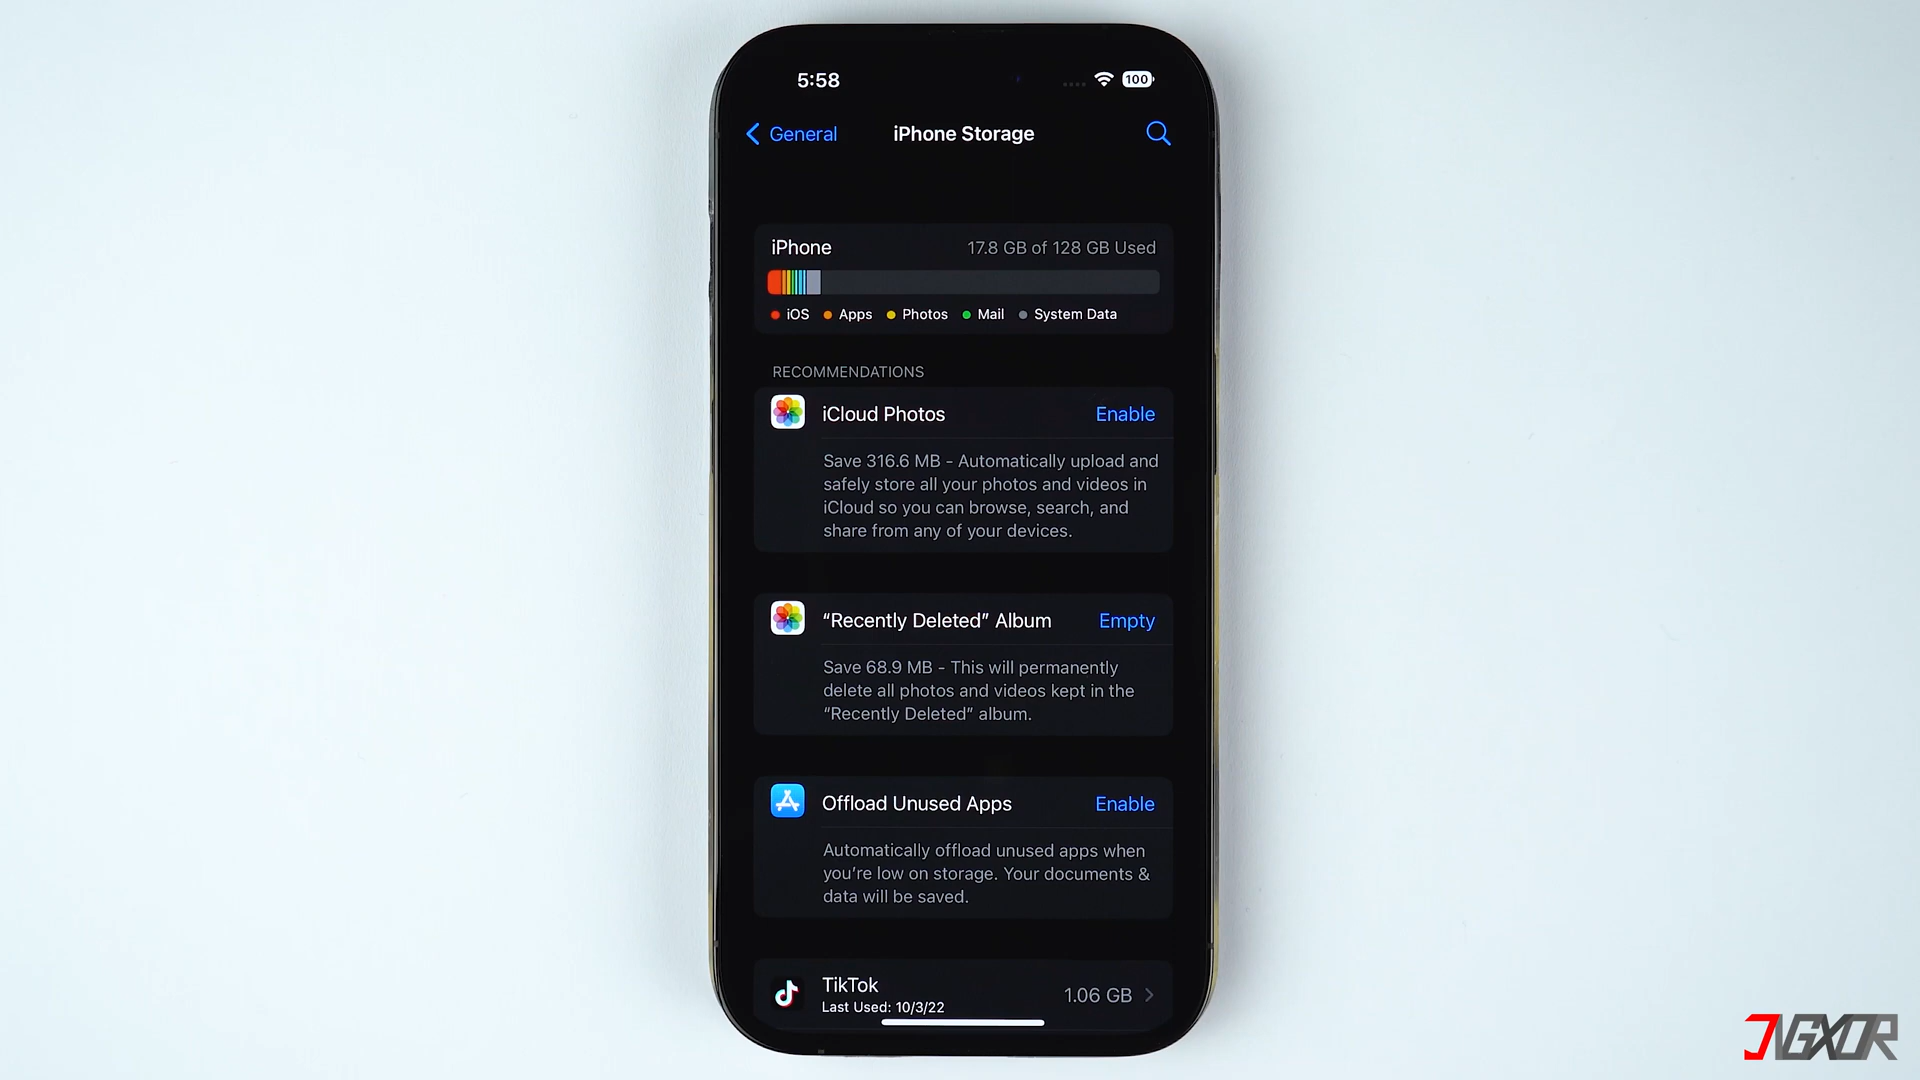 5:58
100
General
iPhone Storage
iPhone
17.8 GB of 128 GB Used
iOS
Apps
Photos
Mail
System Data
RECOMMENDATIONS
iCloud Photos
Enable
Save 316.6 MB - Automatically upload and
safely store all your photos and videos in
iCloud so you can browse, search, and
share from any of your devices.
“Recently Deleted” Album
Empty
Save 68.9 MB - This will permanently
delete all photos and videos kept in the
“Recently Deleted” album.
Offload Unused Apps
Enable
Automatically offload unused apps when
you’re low on storage. Your documents &
data will be saved.
TikTok
1.06 GB
Last Used: 10/3/22
JVGXOR